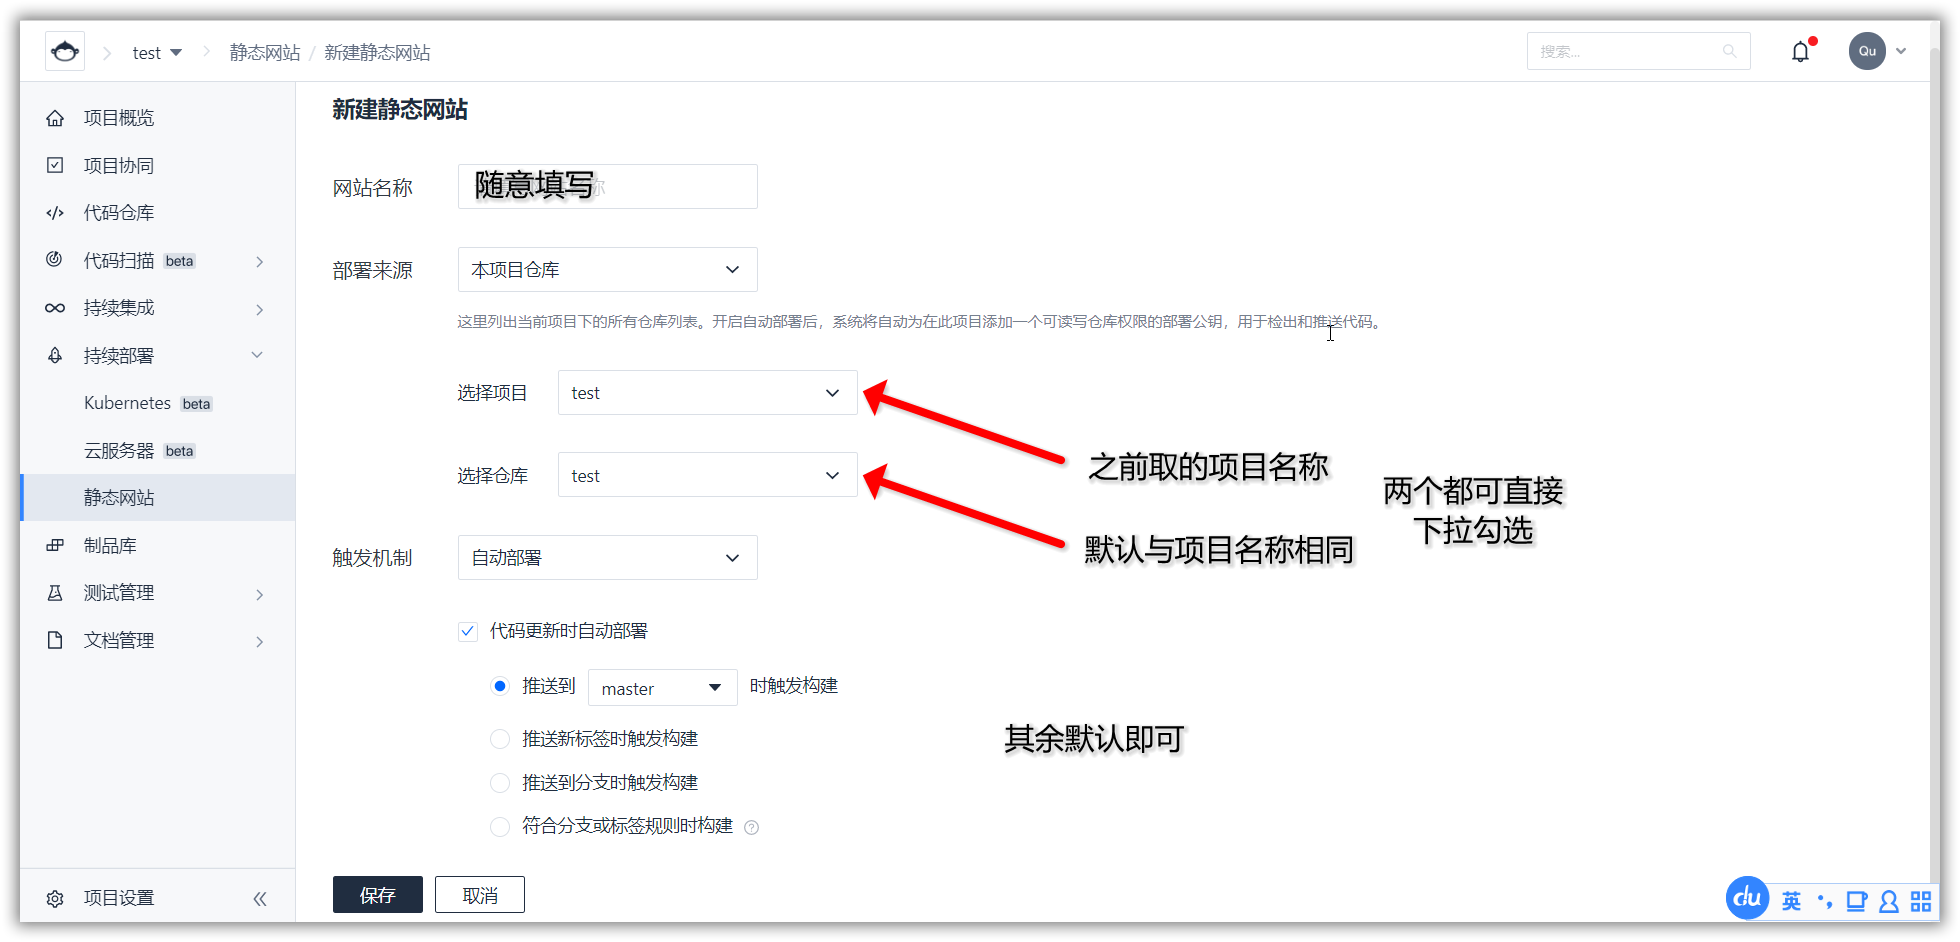 test
静态网站 / 新建静态网站
搜索...
Qu
项目概览
项目协同
代码仓库
代码扫描 beta
持续集成
持续部署
Kubernetes beta
云服务器 beta
静态网站
制品库
测试管理
文档管理
项目设置
新建静态网站
网站名称
随意填写
部署来源
本项目仓库
这里列出当前项目下的所有仓库列表。开启自动部署后，系统将自动为在此项目添加一个可读写仓库权限的部署公钥，用于检出和推送代码。
选择项目
test
之前取的项目名称
选择仓库
test
默认与项目名称相同
两个都可直接
下拉勾选
触发机制
自动部署
代码更新时自动部署
推送到 master 时触发构建
推送新标签时触发构建
推送到分支时触发构建
符合分支或标签规则时构建
其余默认即可
保存
取消
du 英